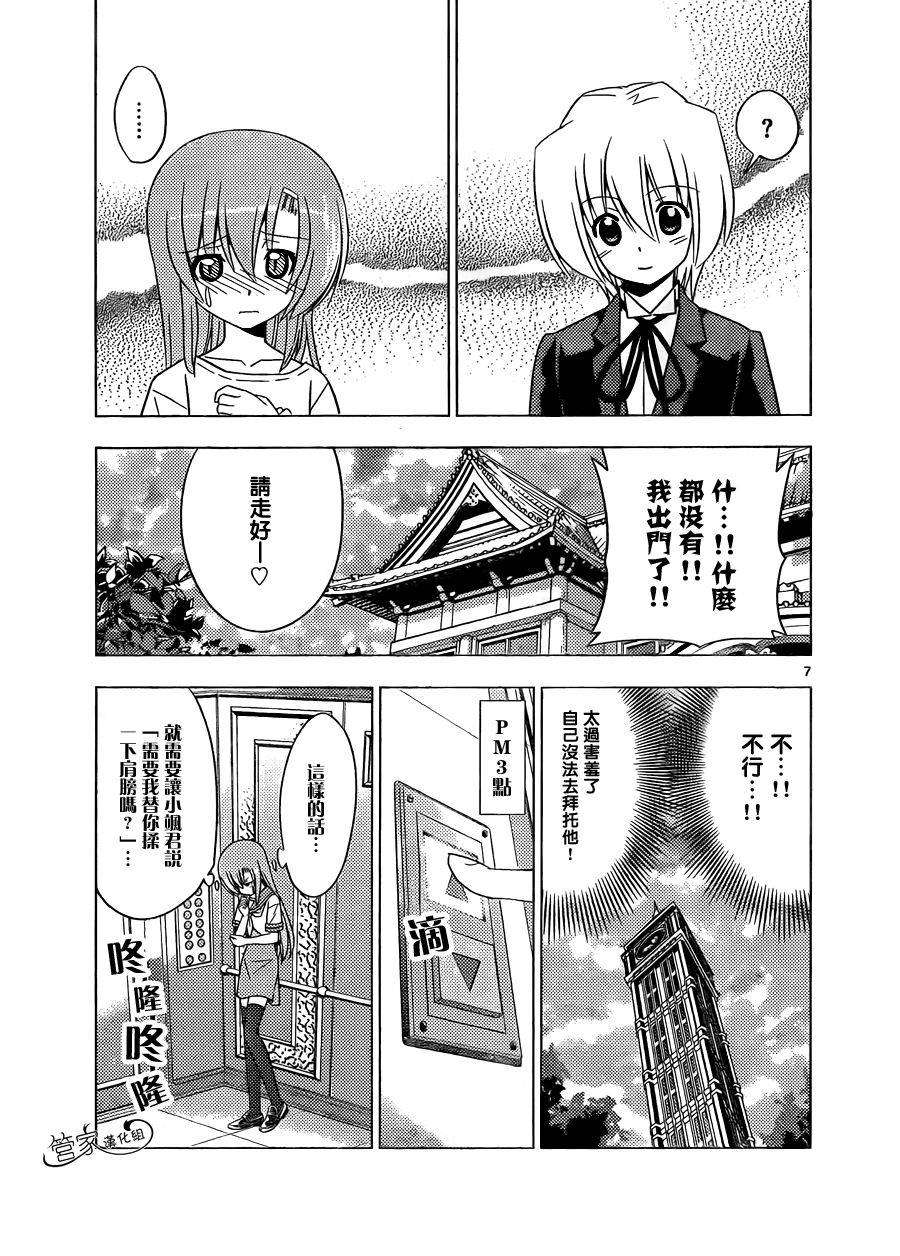 ?
……
什…!!什麼
都沒有!!
我出門了!!
請走好ー♡
7
不…!!
不行…!!
太過害羞了
自己沒法去拜托他!
PM3點
滴
這樣的話…
就需要讓小颯君說
「需要我替你揉
一下肩膀嗎?」…
咚
隆
咚
隆
管家漢化組